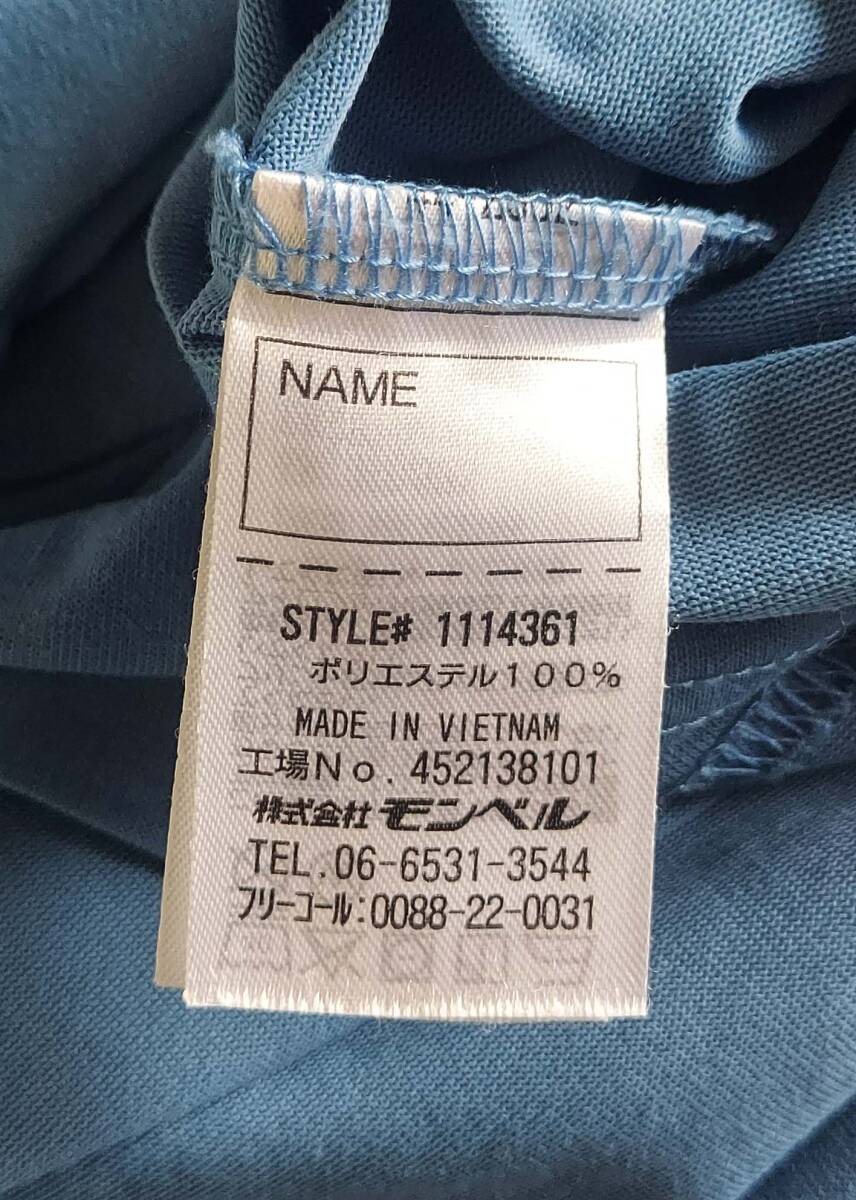 NAME
STYLE# 1114361
ポリエステル100%
MADE IN VIETNAM
工場No. 452138101
株式会社 モンベル
TEL.06-6531-3544
フリーコール:0088-22-0031